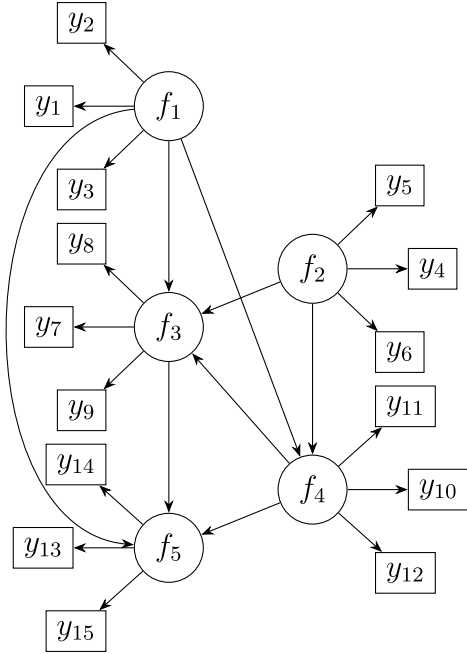 y₂
y₁
f₁
y₃
y₅
y₈
f₂
y₄
y₇
f₃
y₆
y₉
y₁₁
y₁₄
f₄
y₁₀
y₁₃
f₅
y₁₂
y₁₅